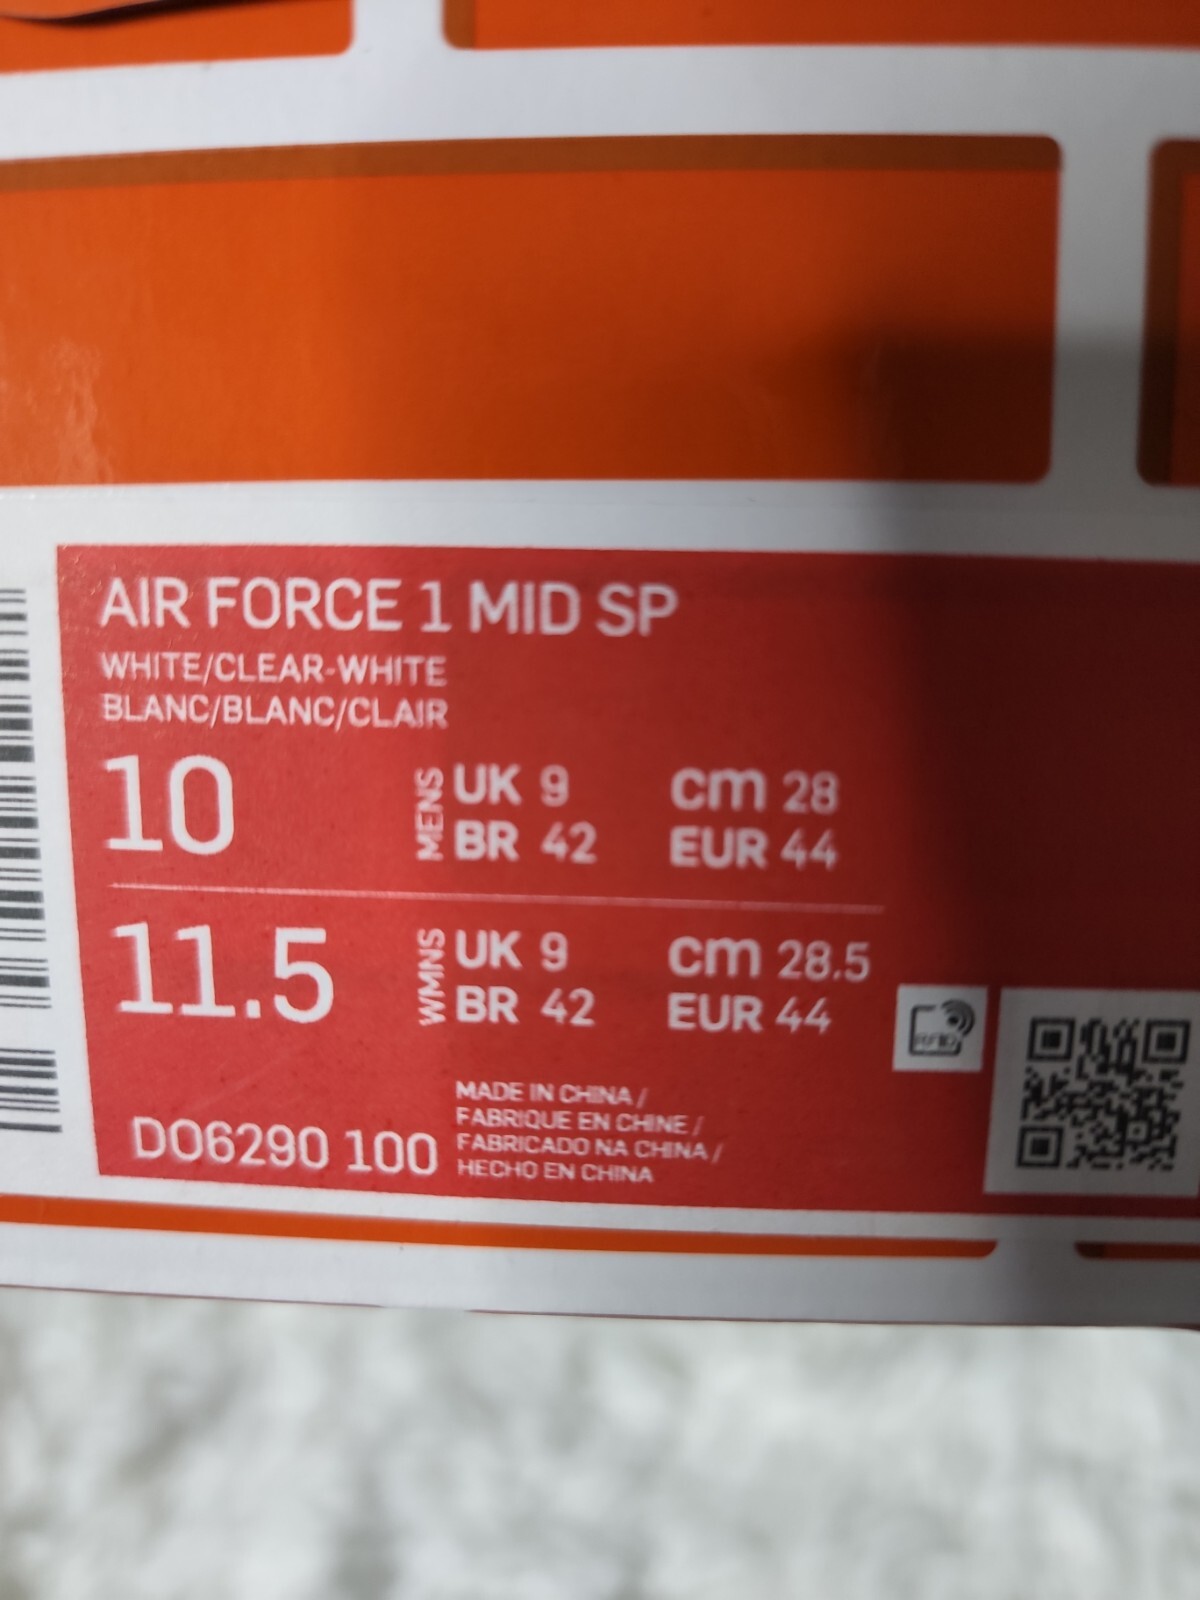 AIR FORCE 1 MID SP
WHITE/CLEAR-WHITE
BLANC/BLANC/CLAIR
10 MENS UK 9 cm 28
BR 42 EUR 44
11.5 WMNS UK 9 cm 28.5
BR 42 EUR 44
RFID
MADE IN CHINA /
FABRIQUE EN CHINE /
FABRICADO NA CHINA /
HECHO EN CHINA
DO6290 100